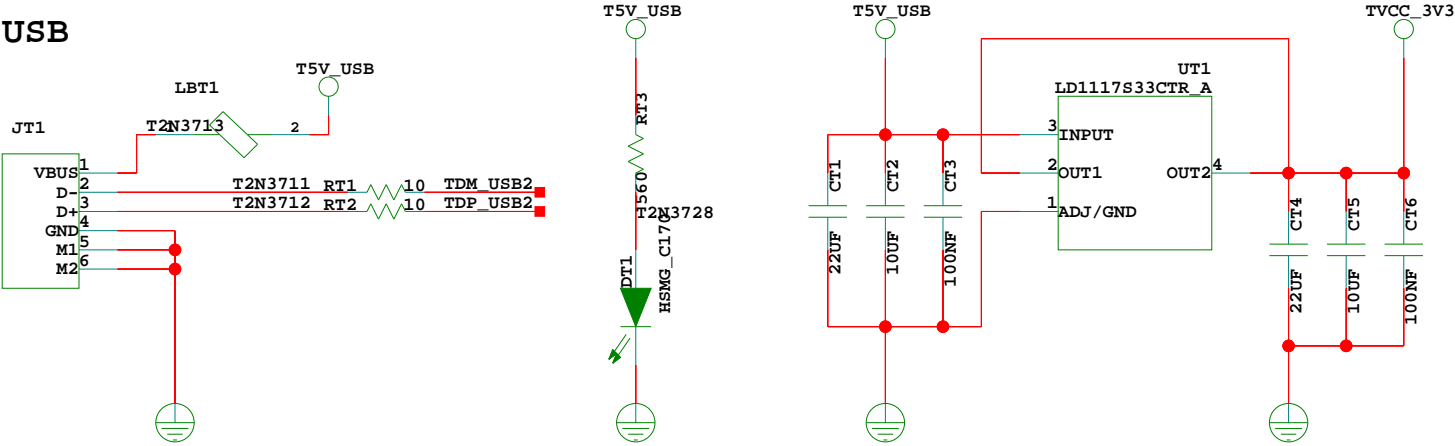 USB
T5V_USB
LBT1
T2N3713
1
2
JT1
VBUS
1
D-
2
D+
3
GND
4
M1
5
M2
6
T2N3711
RT1
10
TDM_USB2
T2N3712
RT2
10
TDP_USB2
T5V_USB
RT3
560
T2N3728
DT1
HSMG_C170
T5V_USB
TVCC_3V3
UT1
LD1117S33CTR_A
3
INPUT
2
OUT1
OUT2
4
1
ADJ/GND
CT1
22UF
CT2
10UF
CT3
100NF
CT4
22UF
CT5
10UF
CT6
100NF